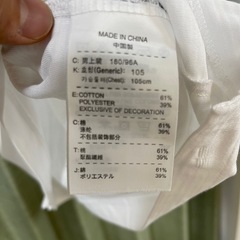 MADE IN CHINA
中国製
C: 胸上袋 180/96A
K: 호칭(Generic): 105
가슴둘레(Chest) 105cm
E: COTTON 61%
POLYESTER 39%
EXCLUSIVE OF DECORATION
C: 棉 61%
涤纶 39%
不包括装饰部分
T: 棉 61%
聚酯纖維 39%
J: 綿 61%
ポリエステル 39%